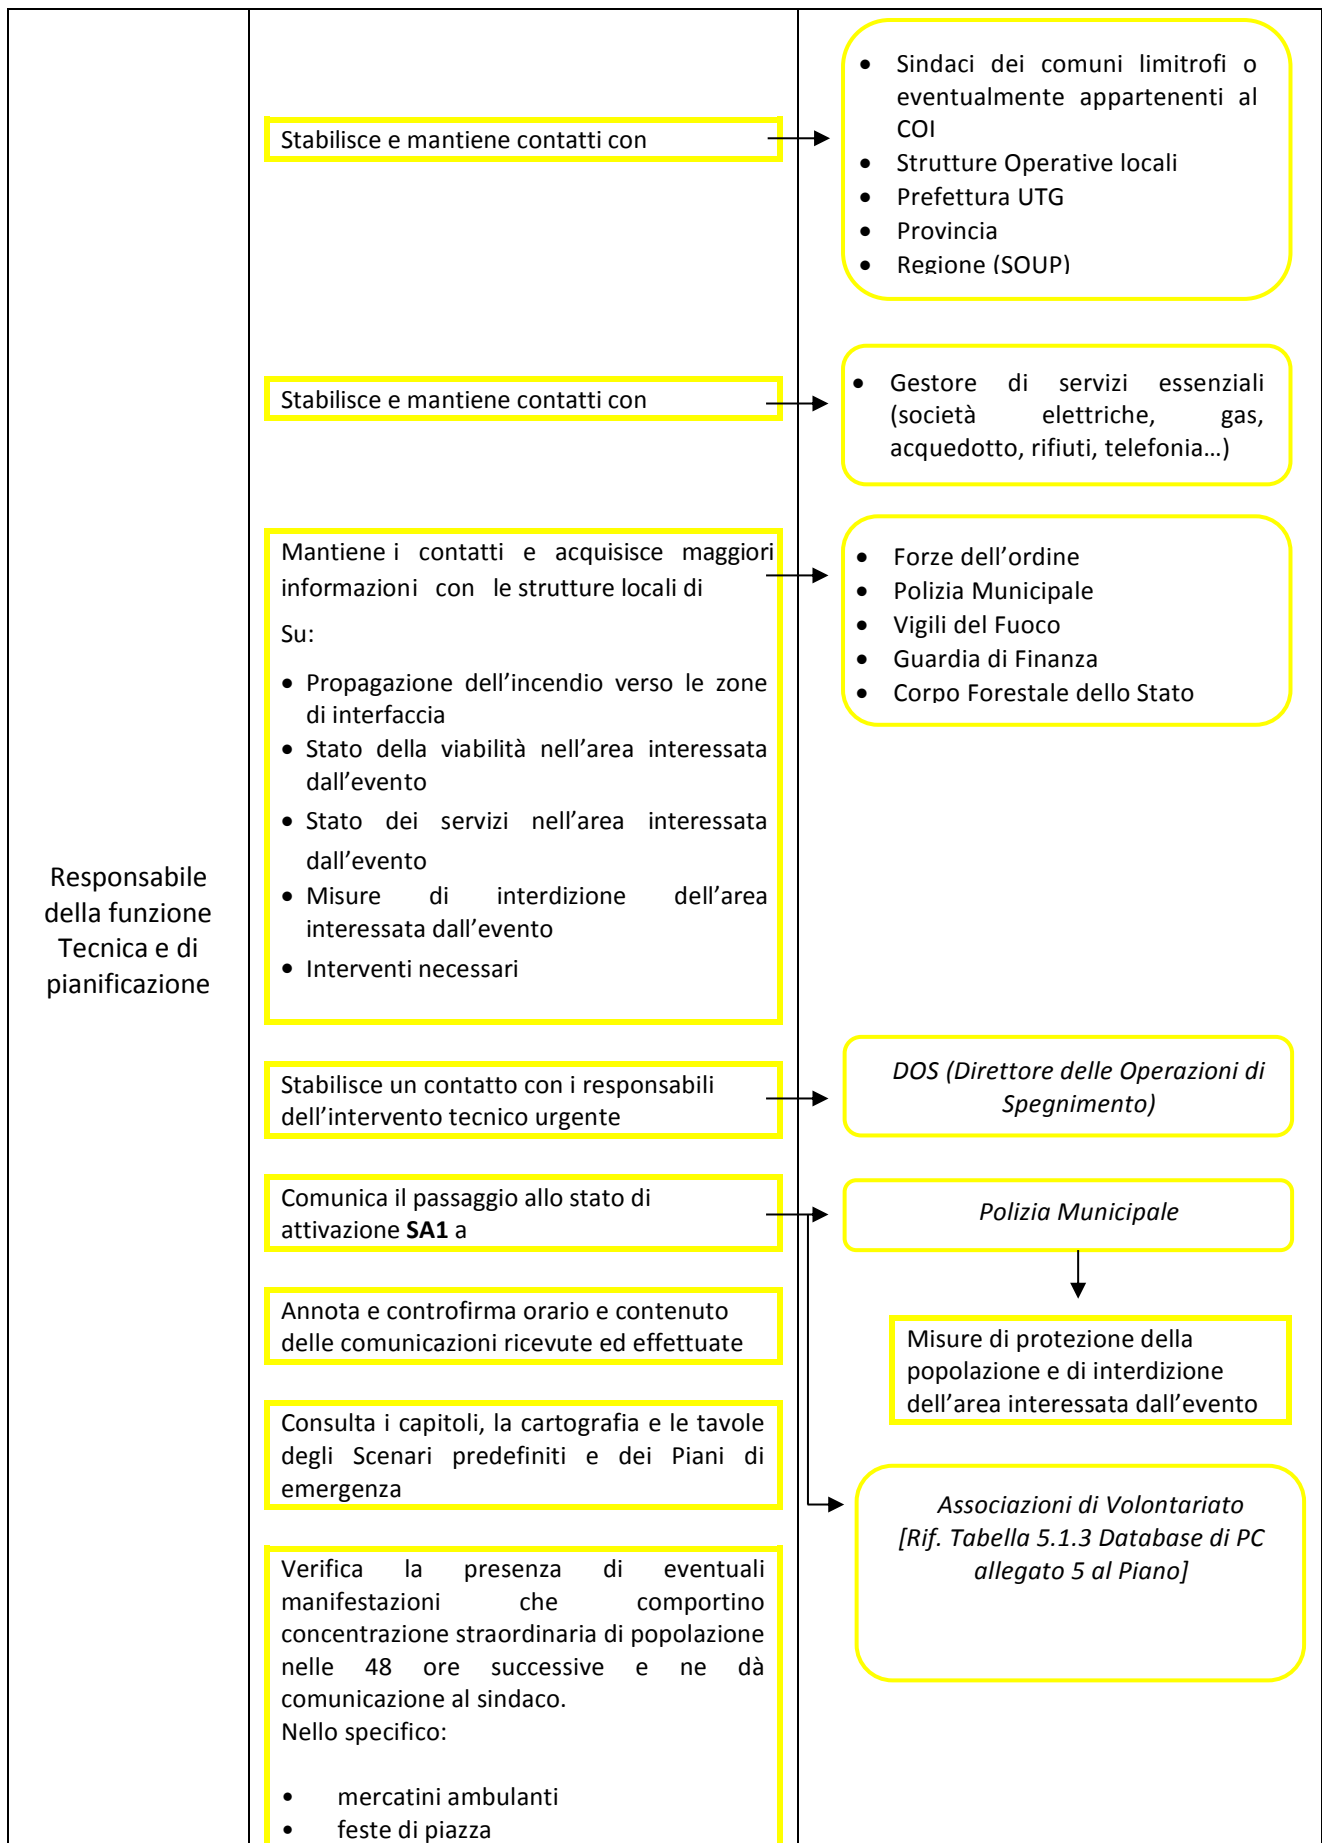 Responsabile
della funzione
Tecnica e di
pianificazione
Stabilisce e mantiene contatti con
• Sindaci dei comuni limitrofi o
eventualmente appartenenti al
COI
• Strutture Operative locali
• Prefettura UTG
• Provincia
• Regione (SOUP)
Stabilisce e mantiene contatti con
• Gestore di servizi essenziali
(società elettriche, gas,
acquedotto, rifiuti, telefonia…)
Mantiene i contatti e acquisisce maggiori
informazioni con le strutture locali di
Su:
• Propagazione dell’incendio verso le zone
di interfaccia
• Stato della viabilità nell’area interessata
dall’evento
• Stato dei servizi nell’area interessata
dall’evento
• Misure di interdizione dell’area
interessata dall’evento
• Interventi necessari
• Forze dell’ordine
• Polizia Municipale
• Vigili del Fuoco
• Guardia di Finanza
• Corpo Forestale dello Stato
Stabilisce un contatto con i responsabili
dell’intervento tecnico urgente
DOS (Direttore delle Operazioni di
Spegnimento)
Comunica il passaggio allo stato di
attivazione SA1 a
Polizia Municipale
Misure di protezione della
popolazione e di interdizione
dell’area interessata dall’evento
Associazioni di Volontariato
[Rif. Tabella 5.1.3 Database di PC
allegato 5 al Piano]
Annota e controfirma orario e contenuto
delle comunicazioni ricevute ed effettuate
Consulta i capitoli, la cartografia e le tavole
degli Scenari predefiniti e dei Piani di
emergenza
Verifica la presenza di eventuali
manifestazioni che comportino
concentrazione straordinaria di popolazione
nelle 48 ore successive e ne dà
comunicazione al sindaco.
Nello specifico:
• mercatini ambulanti
• feste di piazza